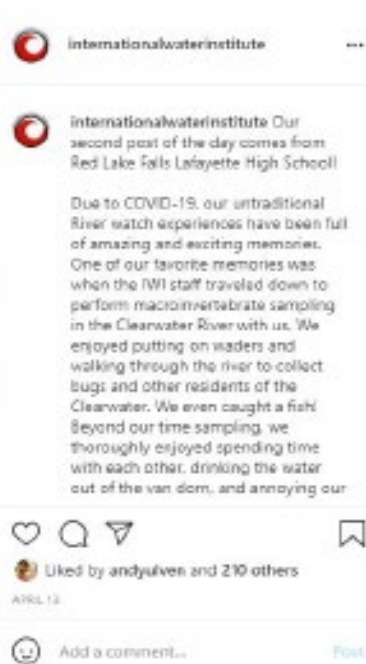 internationalwaterinstitute
internationalwaterinstitute Our
second post of the day comes from
Red Lake Falls Lafayette High School!
Due to COVID-19, our untraditional
River watch experiences have been full
of amazing and exciting memories.
One of our favorite memories was
when the IWI staff traveled down to
perform macroinvertebrate sampling
in the Clearwater River with us. We
enjoyed putting on waders and
walking through the river to collect
bugs and other residents of the
Clearwater. We even caught a fish!
Beyond our time sampling, we
thoroughly enjoyed spending time
with each other, drinking the water
out of the van dom, and annoying our
Liked by andyulven and 210 others
APRIL 13
Add a comment...
Post